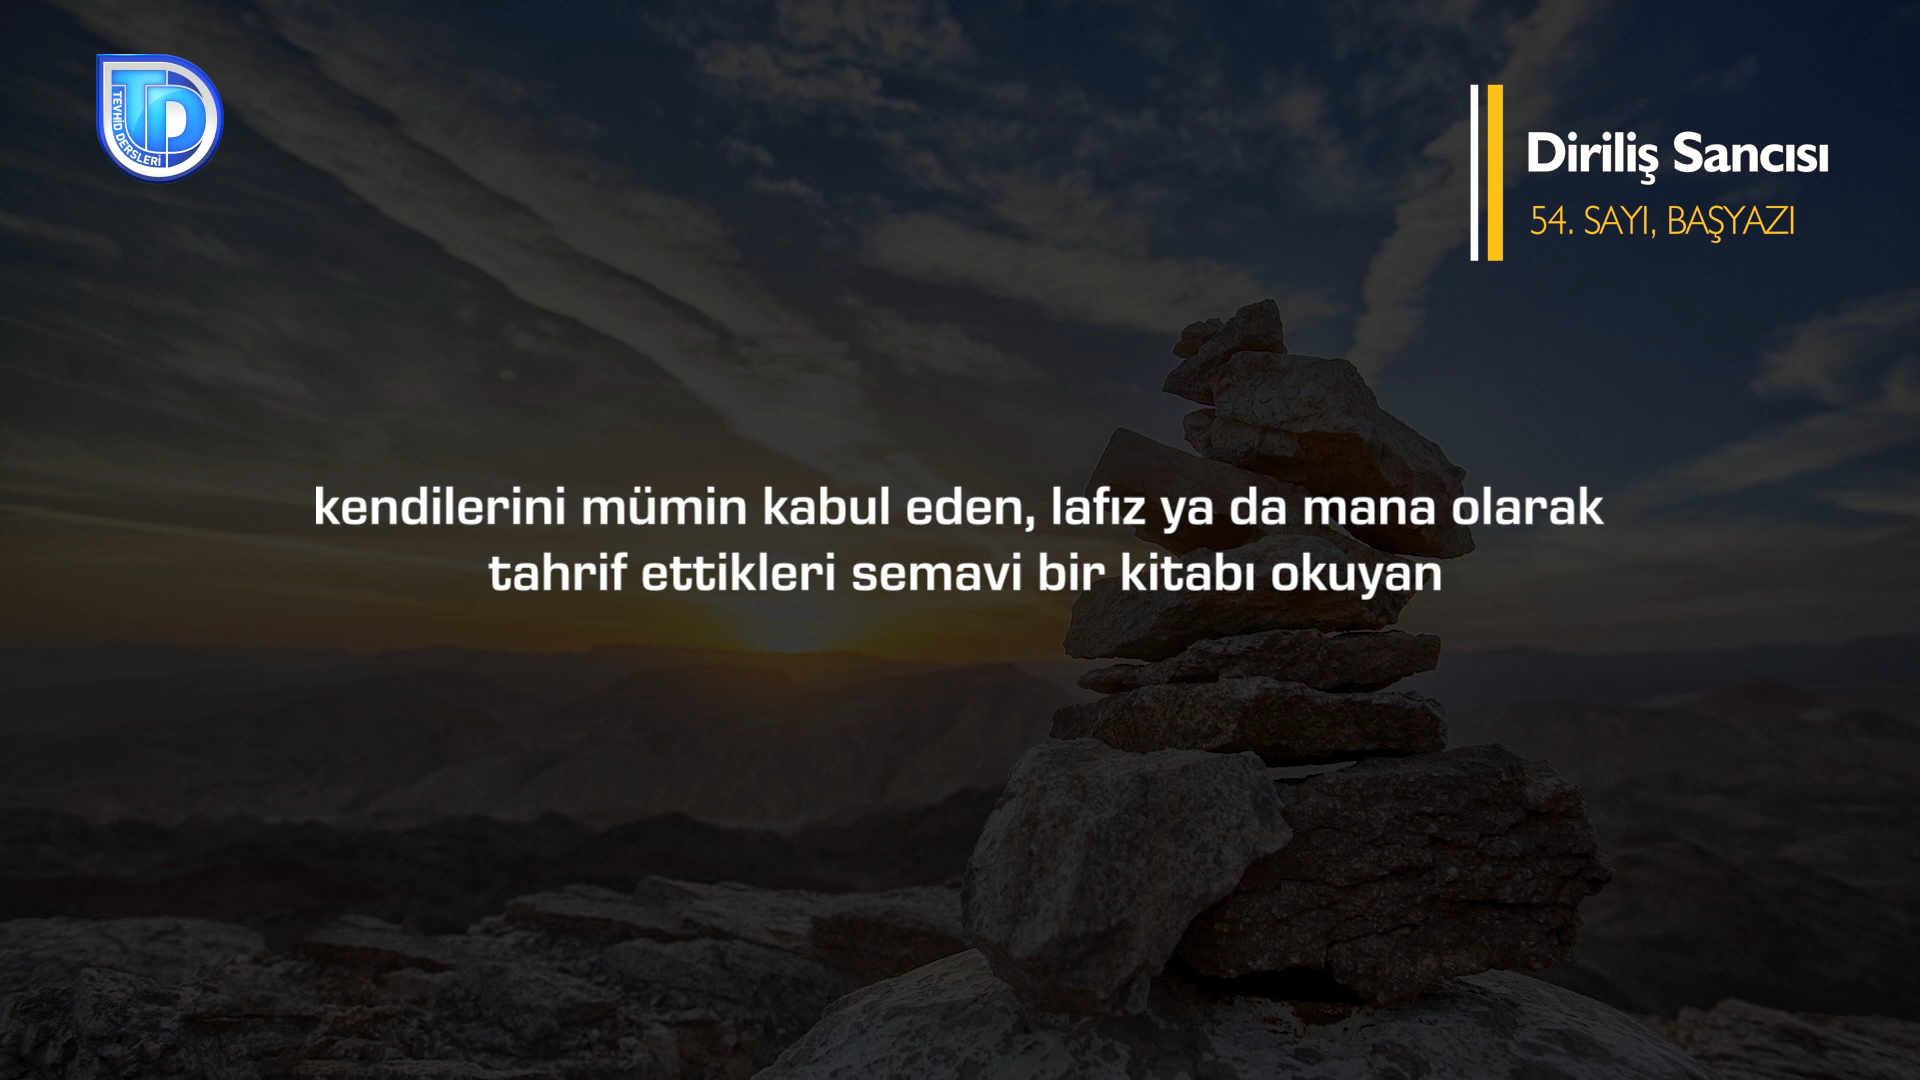 TD
TEVHİD DERSLERİ
Diriliş Sancısı
54. SAYI, BAŞYAZI
kendilerini mümin kabul eden, lafız ya da mana olarak
tahrif ettikleri semavi bir kitabı okuyan